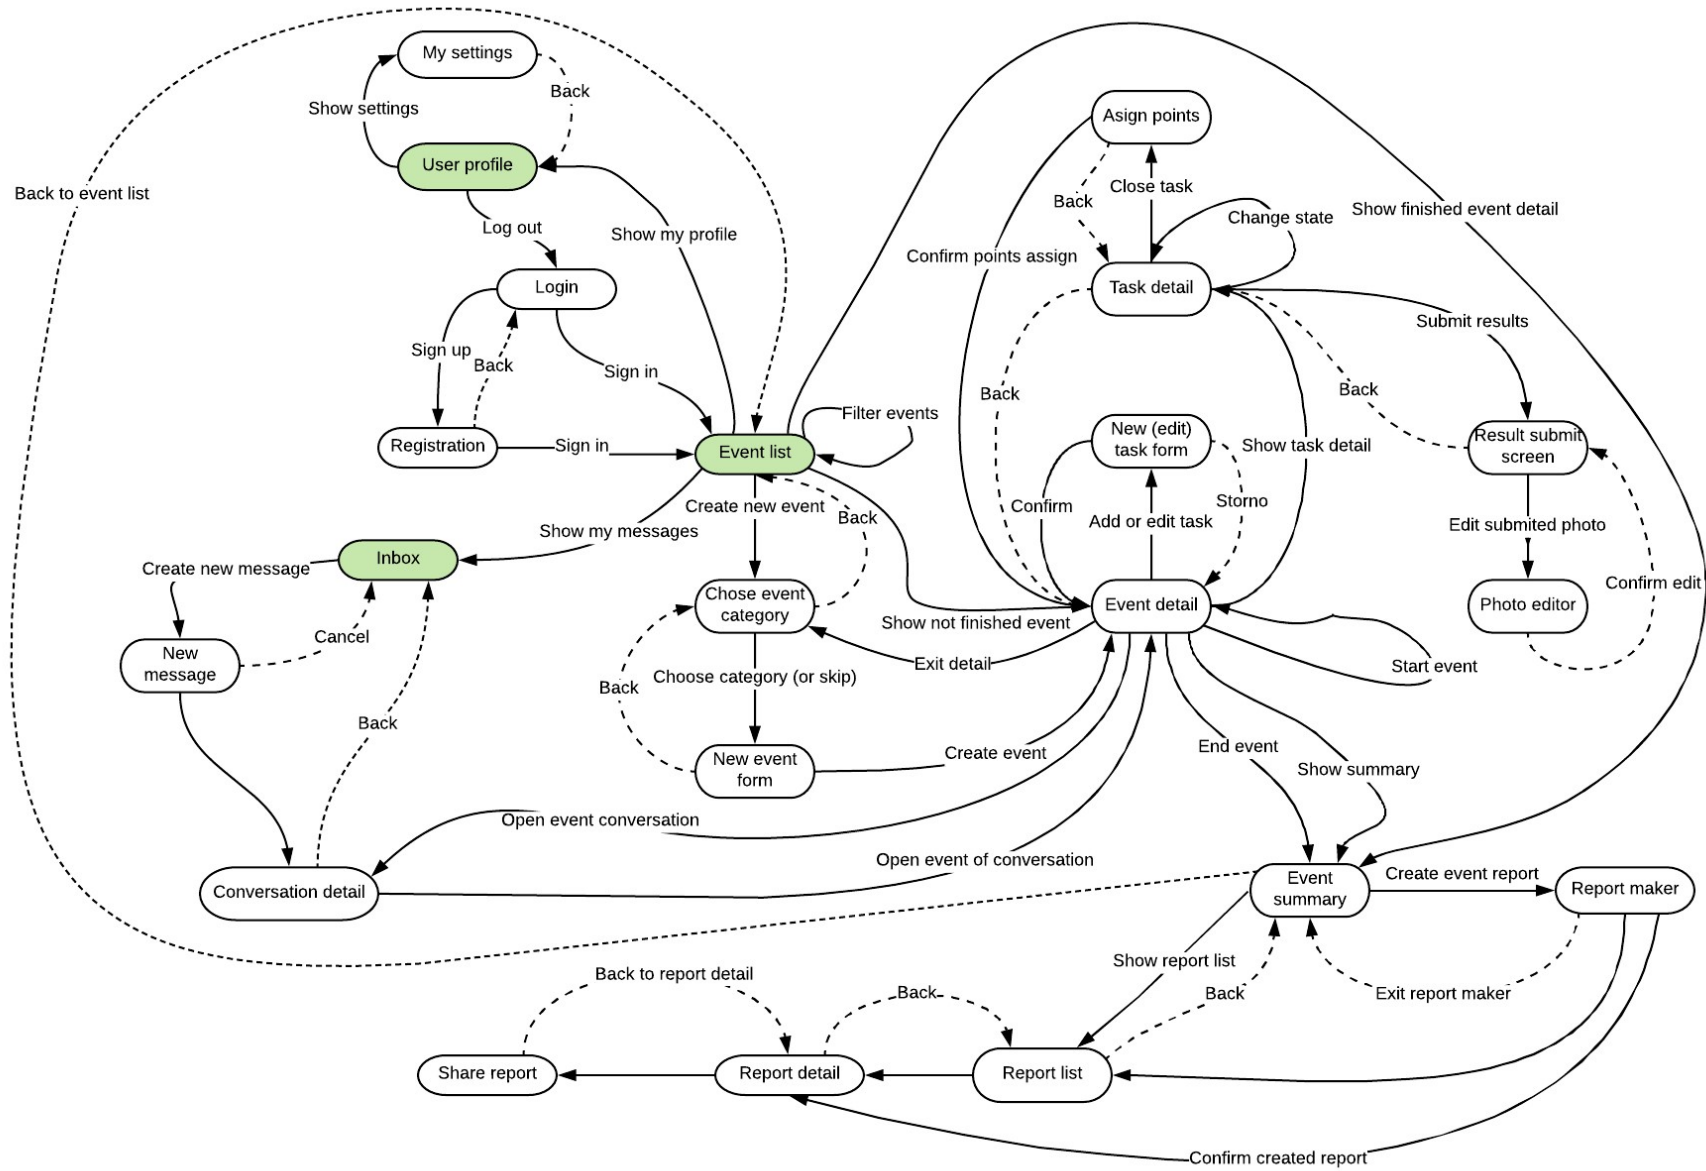 My settings
Back
Show settings
User profile
Back to event list
Log out
Show my profile
Login
Sign up
Back
Sign in
Registration
Sign in
Event list
Filter events
Asign points
Close task
Back
Change state
Show finished event detail
Confirm points assign
Task detail
Submit results
Back
Back
New (edit)
task form
Show task detail
Result submit
screen
Confirm
Storno
Add or edit task
Edit submited photo
Create new event
Back
Show my messages
Inbox
Create new message
Cancel
New
message
Chose event
category
Show not finished event
Event detail
Photo editor
Confirm edit
Exit detail
Start event
Choose category (or skip)
Back
Back
New event
form
Create event
End event
Show summary
Open event conversation
Open event of conversation
Conversation detail
Event
summary
Create event report
Report maker
Show report list
Back
Exit report maker
Back to report detail
Back
Share report
Report detail
Report list
Confirm created report